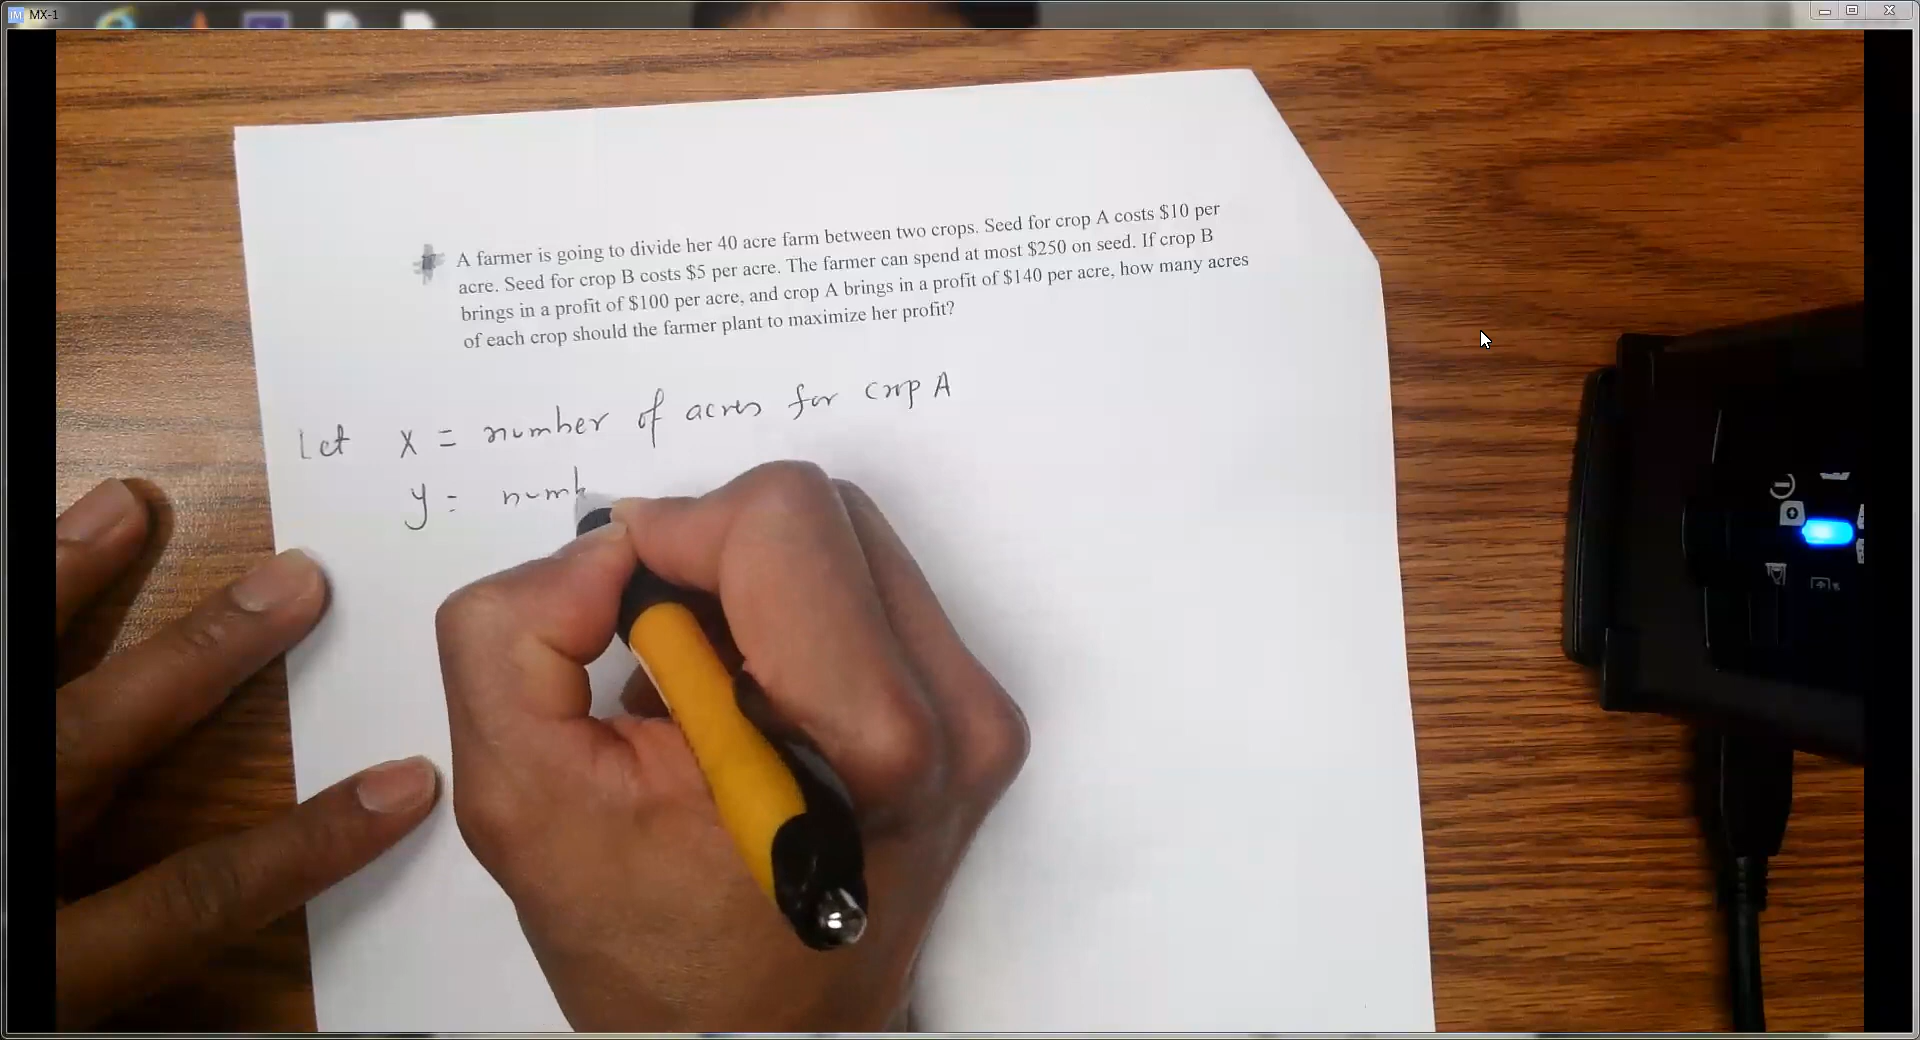 MX-1
A farmer is going to divide her 40 acre farm between two crops. Seed for crop A costs $10 per
acre. Seed for crop B costs $5 per acre. The farmer can spend at most $250 on seed. If crop B
brings in a profit of $100 per acre, and crop A brings in a profit of $140 per acre, how many acres
of each crop should the farmer plant to maximize her profit?
Let x = number of acres for crop A
y = numb